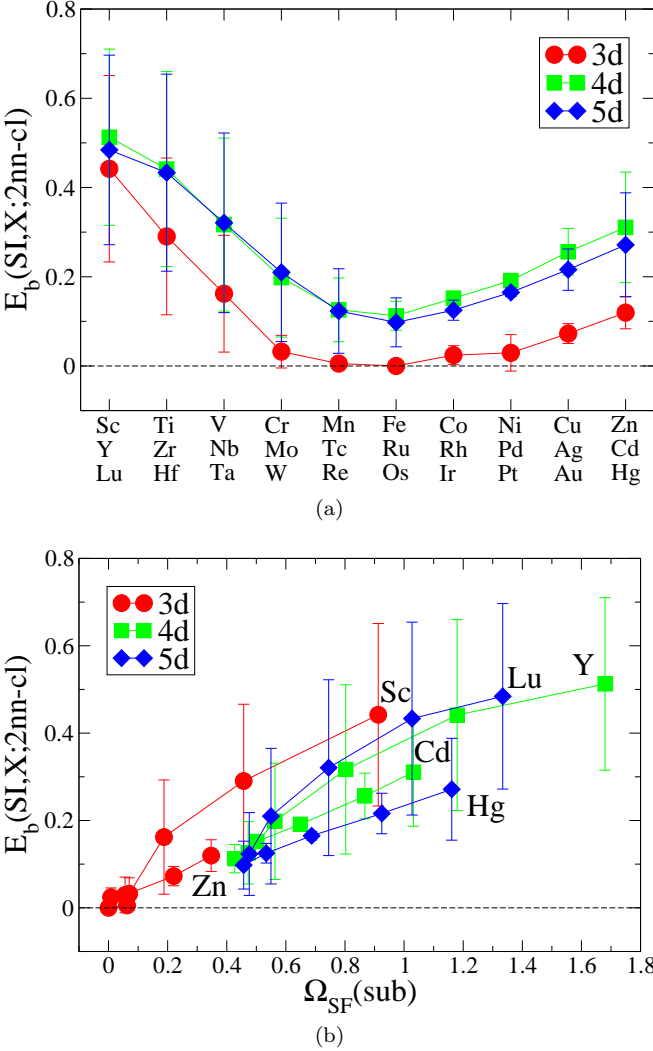 0.8
0.6
0.4
0.2
0
E_b(SI,X;2nn-cl)
3d
4d
5d
Sc Ti V Cr Mn Fe Co Ni Cu Zn
Y Zr Nb Mo Tc Ru Rh Pd Ag Cd
Lu Hf Ta W Re Os Ir Pt Au Hg
(a)
0.8
0.6
0.4
0.2
0
E_b(SI,X;2nn-cl)
3d
4d
5d
Sc
Lu
Y
Cd
Hg
Zn
0 0.2 0.4 0.6 0.8 1 1.2 1.4 1.6 1.8
Ω_SF(sub)
(b)